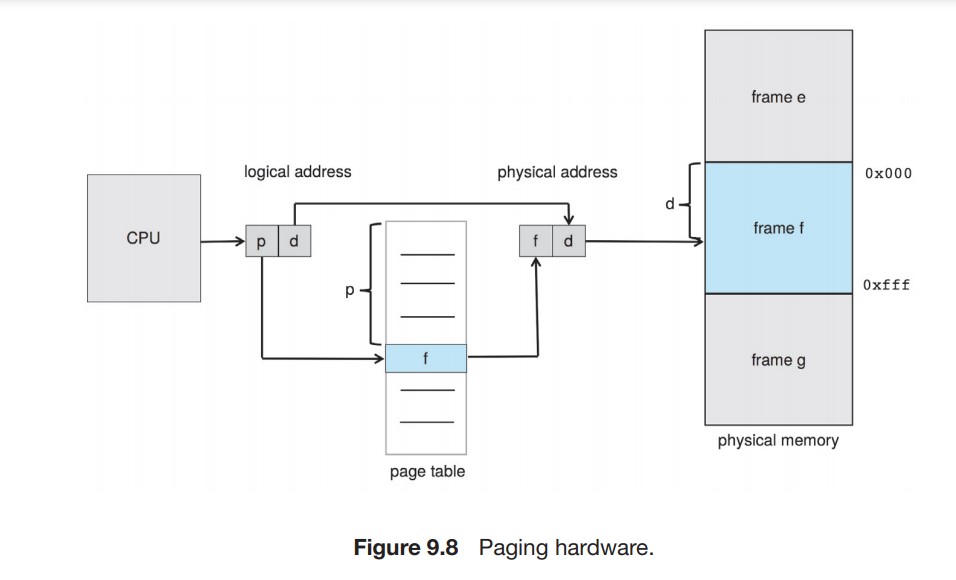 frame e
logical address
physical address
0x000
d
CPU
p d
f d
frame f
p
0xfff
f
frame g
physical memory
page table
Figure 9.8 Paging hardware.